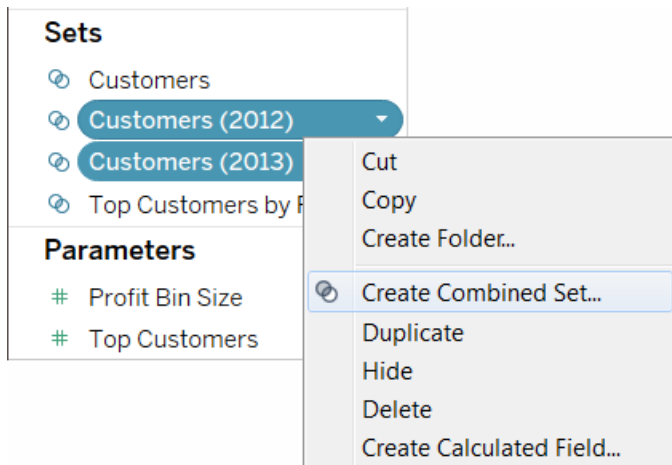 Sets
Customers
Customers (2012)
Customers (2013)
Top Customers by
Parameters
Profit Bin Size
Top Customers
Cut
Copy
Create Folder...
Create Combined Set...
Duplicate
Hide
Delete
Create Calculated Field...